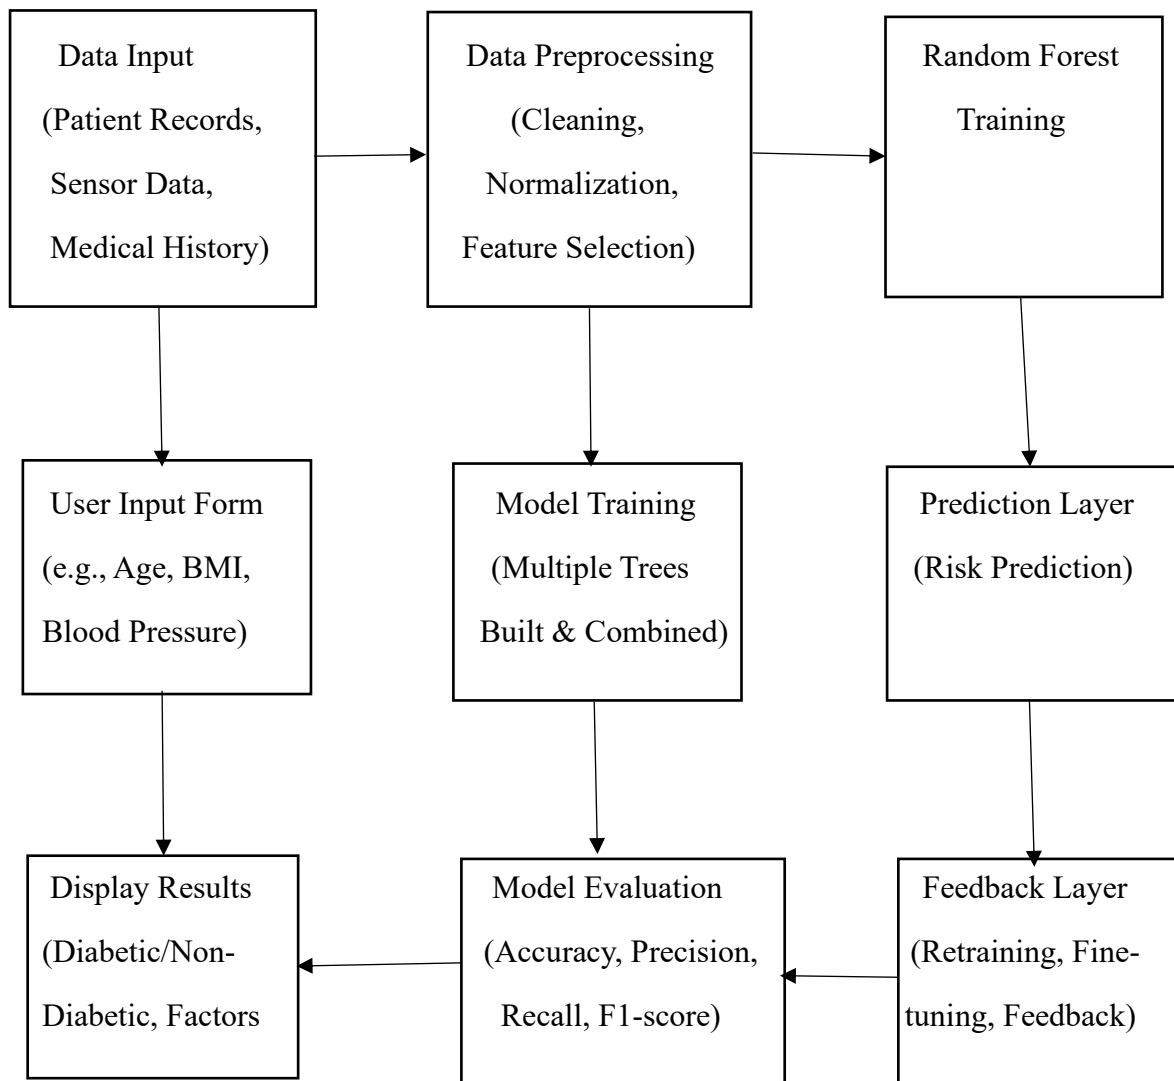 Data Input
(Patient Records,
Sensor Data,
Medical History)
Data Preprocessing
(Cleaning,
Normalization,
Feature Selection)
Random Forest
Training
User Input Form
(e.g., Age, BMI,
Blood Pressure)
Model Training
(Multiple Trees
Built & Combined)
Prediction Layer
(Risk Prediction)
Display Results
(Diabetic/Non-
Diabetic, Factors
Model Evaluation
(Accuracy, Precision,
Recall, F1-score)
Feedback Layer
(Retraining, Fine-
tuning, Feedback)